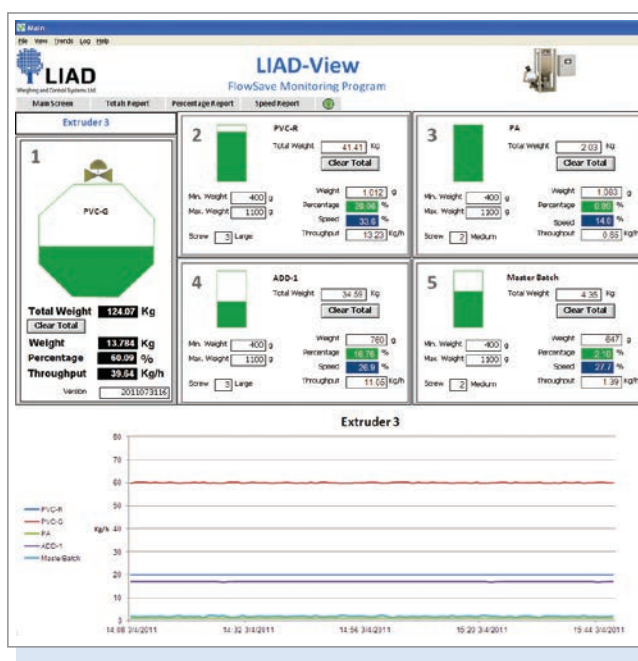 Main
File View Trends Log Help
LIAD
Weighing and Control Systems Ltd
LIAD-View
FlowSave Monitoring Program
Main Screen Totals Report Percentage Report Speed Report
Extruder 3
1
PVC-G
Total Weight 124.07 Kg
Clear Total
Weight 13.784 Kg
Percentage 60.09 %
Throughput 39.64 Kg/h
Version 2011073116
2
PVC-R
Total Weight 41.41 Kg
Clear Total
Min. Weight 400 g
Max. Weight 1100 g
Weight 1.012 g
Percentage %
Speed 33.6 %
Throughput 13.23 Kg/h
Screw 3 Large
3
PA
Total Weight 2.03 Kg
Clear Total
Min. Weight 400 g
Max. Weight 1100 g
Weight g
Percentage %
Speed 14.0 %
Throughput Kg/h
Screw 2 Medium
4
ADD-1
Total Weight 34.59 Kg
Clear Total
Min. Weight 400 g
Max. Weight 1100 g
Weight 760 g
Percentage 16.76 %
Speed 26.9 %
Throughput Kg/h
Screw 3 Large
5
Master Batch
Total Weight 4.35 Kg
Clear Total
Min. Weight 400 g
Max. Weight 1100 g
Weight 847 g
Percentage 2.10 %
Speed 27.7 %
Throughput 1.39 Kg/h
Screw 2 Medium
Extruder 3
80
70
60
50
Kg/h 40
30
20
10
0
PVC-R
PVC-G
PA
ADD-1
Master Batch
14:08 3/4/2011 14:32 3/4/2011 14:56 3/4/2011 15:20 3/4/2011 15:44 3/4/2011